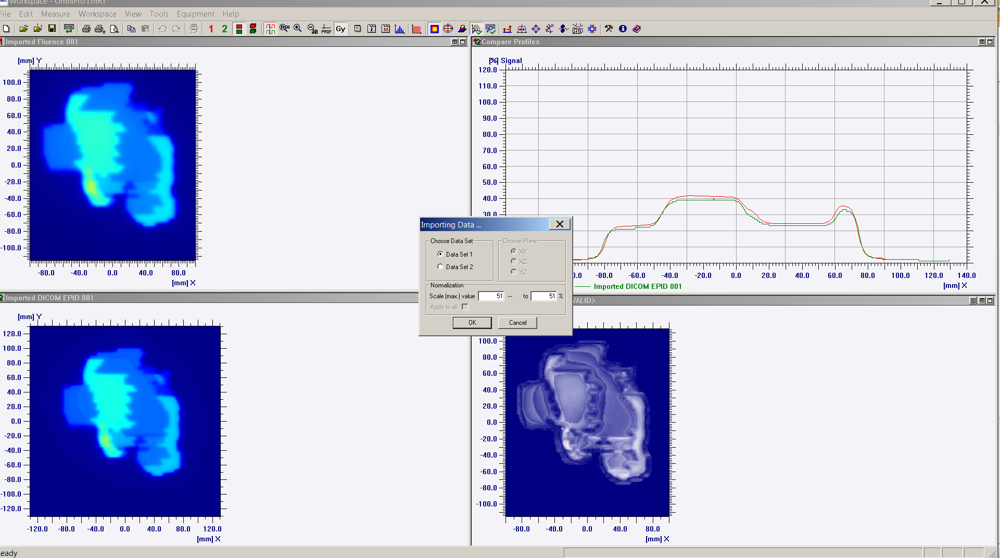 Workspace - OmniPro I'mRT
File Edit Measure Workspace View Tools Equipment Help
DOSE 1 2 ROI all PROF Gy
1 Imported Fluence 001
[mm] Y
100.0
80.0
60.0
40.0
20.0
0.0
-20.0
-40.0
-60.0
-80.0
-100.0
-80.0 -40.0 0.0 40.0 80.0
[mm] X
12 Compare Profiles
[%] Signal
120.0
110.0
100.0
90.0
80.0
70.0
60.0
50.0
40.0
30.0
0.0 -80.0 -60.0 -40.0 -20.0 0.0 20.0 40.0 60.0 80.0 100.0 120.0 140.0
[mm] X
Imported DICOM EPID 001
Importing Data ...
Choose Data Set
Data Set 1
Data Set 2
Choose Plane
XY
XZ
YZ
Normalization
Scale (max.) value 51 --- to 51 %
Apply to all:
OK Cancel
2 Imported DICOM EPID 001
[mm] Y
120.0
100.0
80.0
60.0
40.0
20.0
0.0
-20.0
-40.0
-60.0
-80.0
-100.0
-120.0
-120.0 -80.0 -40.0 0.0 40.0 80.0 120.0
[mm] X
VALID>
100.0
80.0
60.0
40.0
20.0
0.0
-20.0
-40.0
-60.0
-80.0
-100.0
-80.0 -40.0 0.0 40.0 80.0
[mm] X
eady